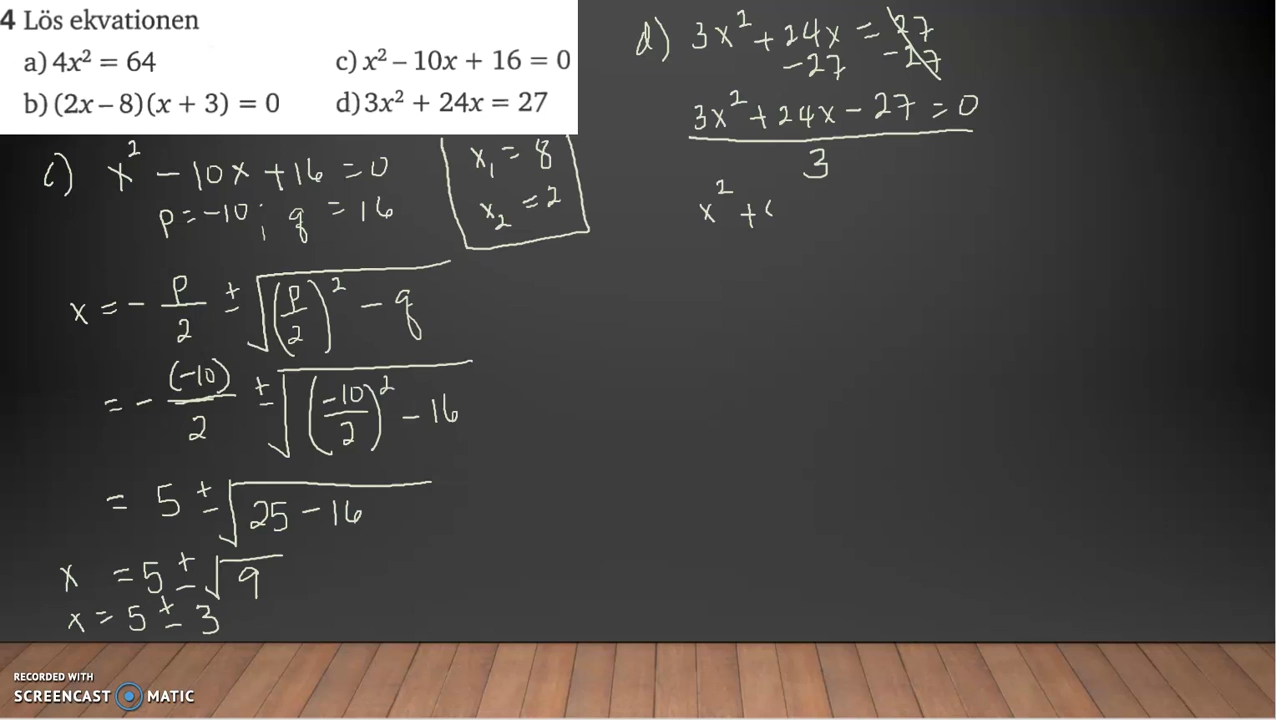 4 Lös ekvationen
a) 4x² = 64
c) x² – 10x + 16 = 0
b) (2x – 8)(x + 3) = 0
d) 3x² + 24x = 27
c) x² - 10x + 16 = 0
p = -10 ; q = 16
x = - p/2 ± √((p/2)² - q)
= - (-10)/2 ± √((-10/2)² - 16)
= 5 ± √(25 - 16)
x = 5 ± √9
x = 5 ± 3
x₁ = 8
x₂ = 2
d) 3x² + 24x = 27
-27 -27
3x² + 24x - 27 = 0
3
x² +
RECORDED WITH
SCREENCAST MATIC